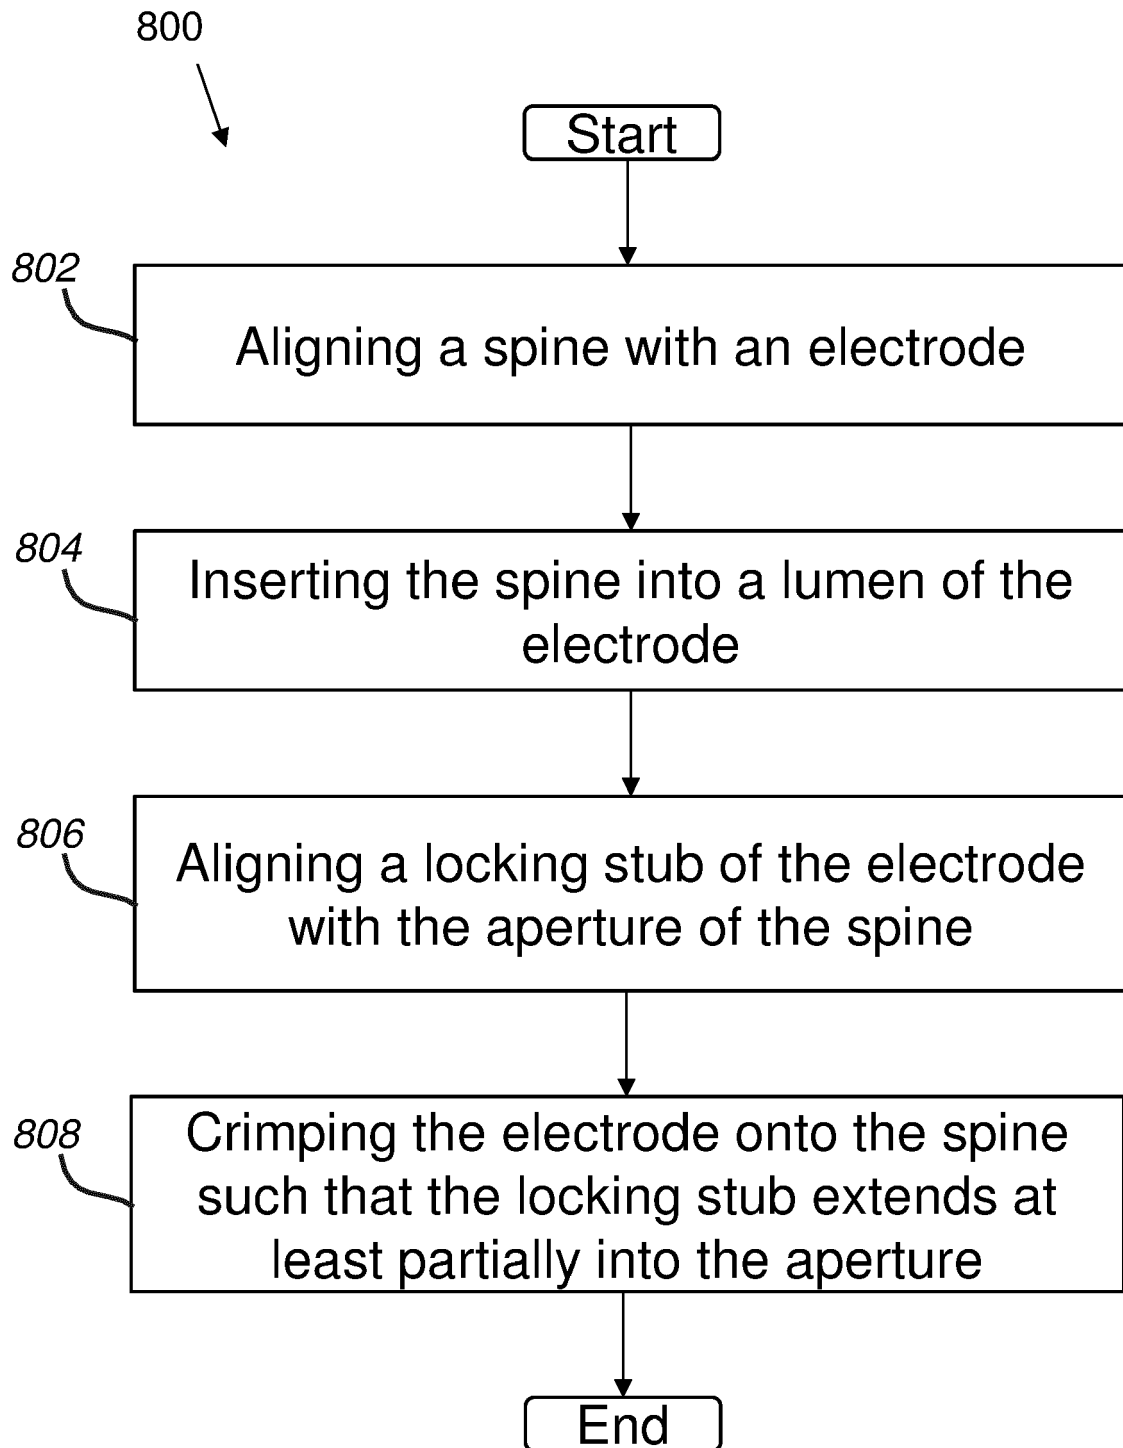 800
Start
802
Aligning a spine with an electrode
804
Inserting the spine into a lumen of the
electrode
806
Aligning a locking stub of the electrode
with the aperture of the spine
808
Crimping the electrode onto the spine
such that the locking stub extends at
least partially into the aperture
End